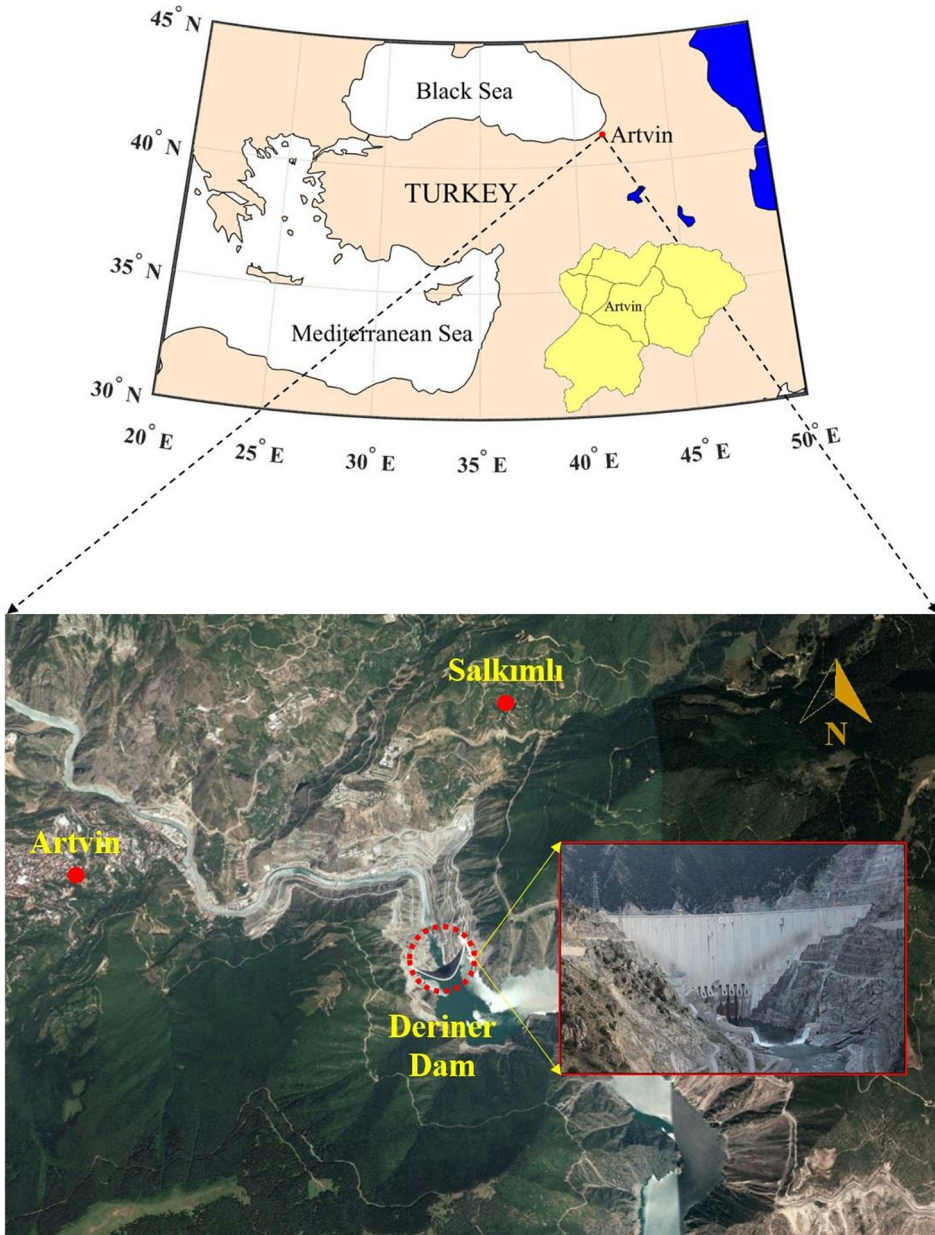 45° N
Black Sea
40° N
Artvin
TURKEY
35° N
Artvin
Mediterranean Sea
30° N
20° E
25° E
30° E
35° E
40° E
45° E
50° E
Salkımlı
N
Artvin
Deriner
Dam